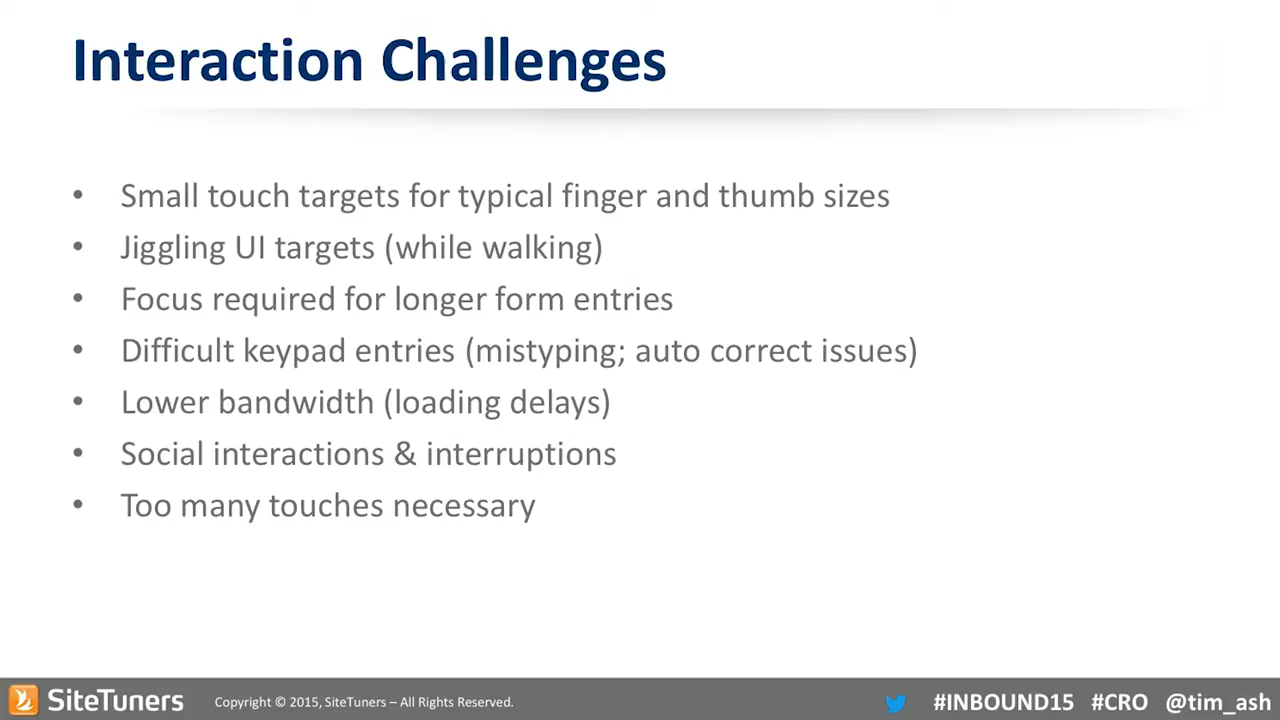 Interaction Challenges
• Small touch targets for typical finger and thumb sizes
• Jiggling UI targets (while walking)
• Focus required for longer form entries
• Difficult keypad entries (mistyping; auto correct issues)
• Lower bandwidth (loading delays)
• Social interactions & interruptions
• Too many touches necessary
SiteTuners Copyright © 2015, SiteTuners – All Rights Reserved. #INBOUND15 #CRO @tim_ash